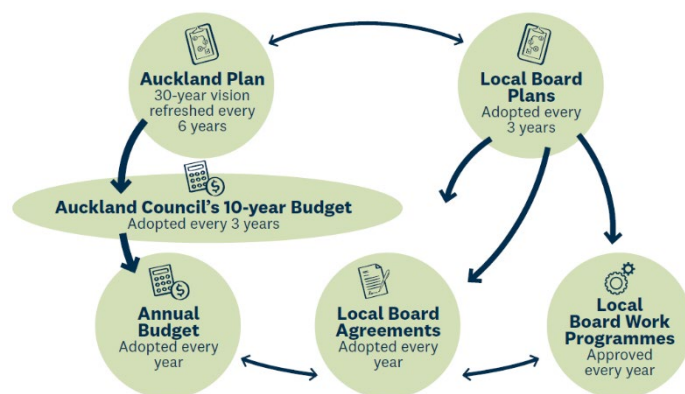 Auckland Plan
30-year vision
refreshed every
6 years
Local Board
Plans
Adopted every
3 years
$
Auckland Council's 10-year Budget
Adopted every 3 years
$
Annual
Budget
Adopted every
year
Local Board
Agreements
Adopted every
year
Local
Board Work
Programmes
Approved
every year